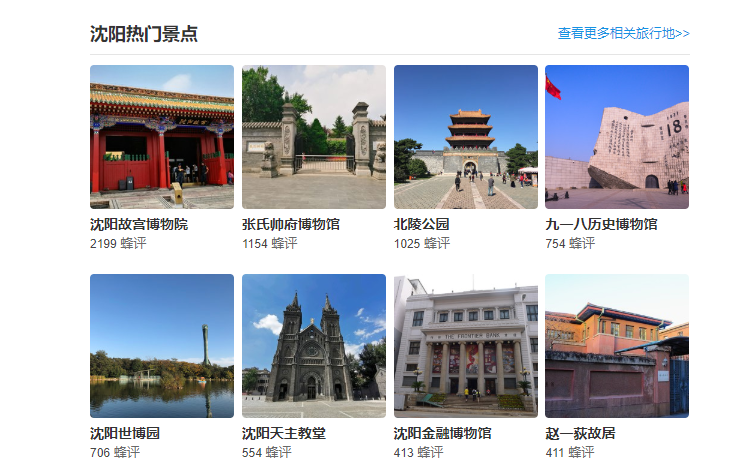 沈阳热门景点
查看更多相关旅行地>>
沈阳故宫博物院
2199 蜂评
张氏帅府博物馆
1154 蜂评
北陵公园
1025 蜂评
九一八历史博物馆
754 蜂评
18
沈阳世博园
706 蜂评
沈阳天主教堂
554 蜂评
沈阳金融博物馆
413 蜂评
THE FRONTIER BANK
赵一荻故居
411 蜂评